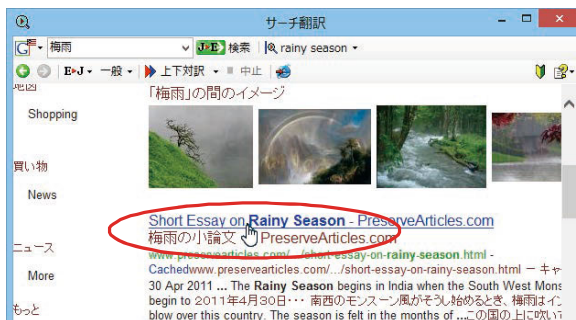 サーチ翻訳
梅雨 J▸E 検索 rainy season
E▸J 一般 上下対訳 中止
地図 「梅雨」の間のイメージ
Shopping
買い物
News
Short Essay on Rainy Season - PreserveArticles.com
梅雨の小論文 PreserveArticles.com
www.preservearticles.com/.../short-essay-on-rainy-season.html -
ニュース
Cachedwww.preservearticles.com/.../short-essay-on-rainy-season.html ー キャ
More
30 Apr 2011 ... The Rainy Season begins in India when the South West Mons
begin to 2011年4月30日・・・ 南西のモンスーン風がそうし始めるとき、梅雨はイン
もっと
blow over this country. The season is felt in the months of ...この国の上に吹いて